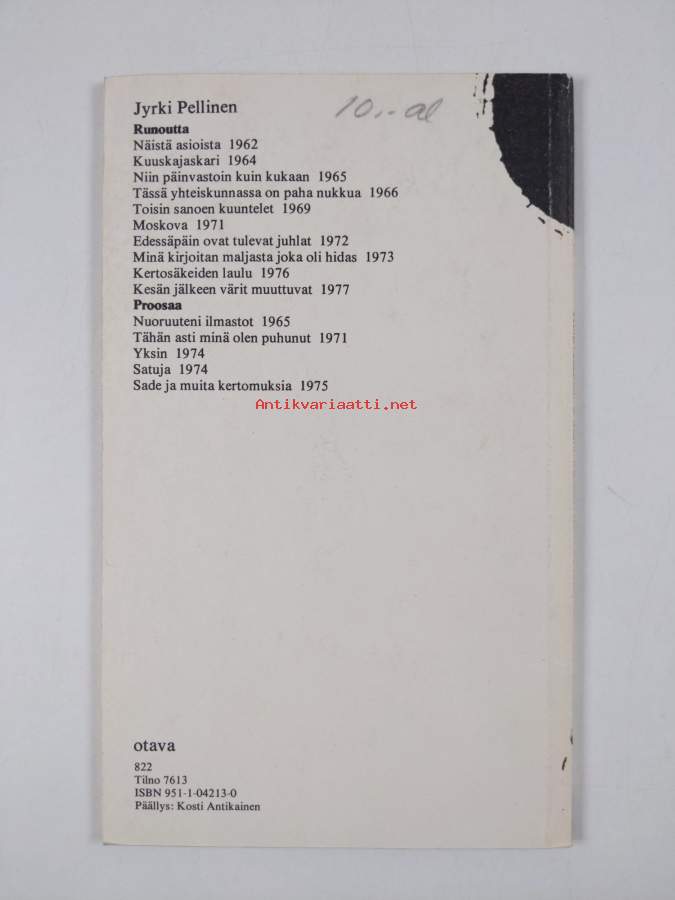 Jyrki Pellinen
10.-al
Runoutta
Näistä asioista 1962
Kuuskajaskari 1964
Niin päinvastoin kuin kukaan 1965
Tässä yhteiskunnassa on paha nukkua 1966
Toisin sanoen kuuntelet 1969
Moskova 1971
Edessäpäin ovat tulevat juhlat 1972
Minä kirjoitan maljasta joka oli hidas 1973
Kertosäkeiden laulu 1976
Kesän jälkeen värit muuttuvat 1977
Proosaa
Nuoruuteni ilmastot 1965
Tähän asti minä olen puhunut 1971
Yksin 1974
Satuja 1974
Sade ja muita kertomuksia 1975
Antikvariaatti.net
otava
822
Tilno 7613
ISBN 951-1-04213-0
Päällys: Kosti Antikainen